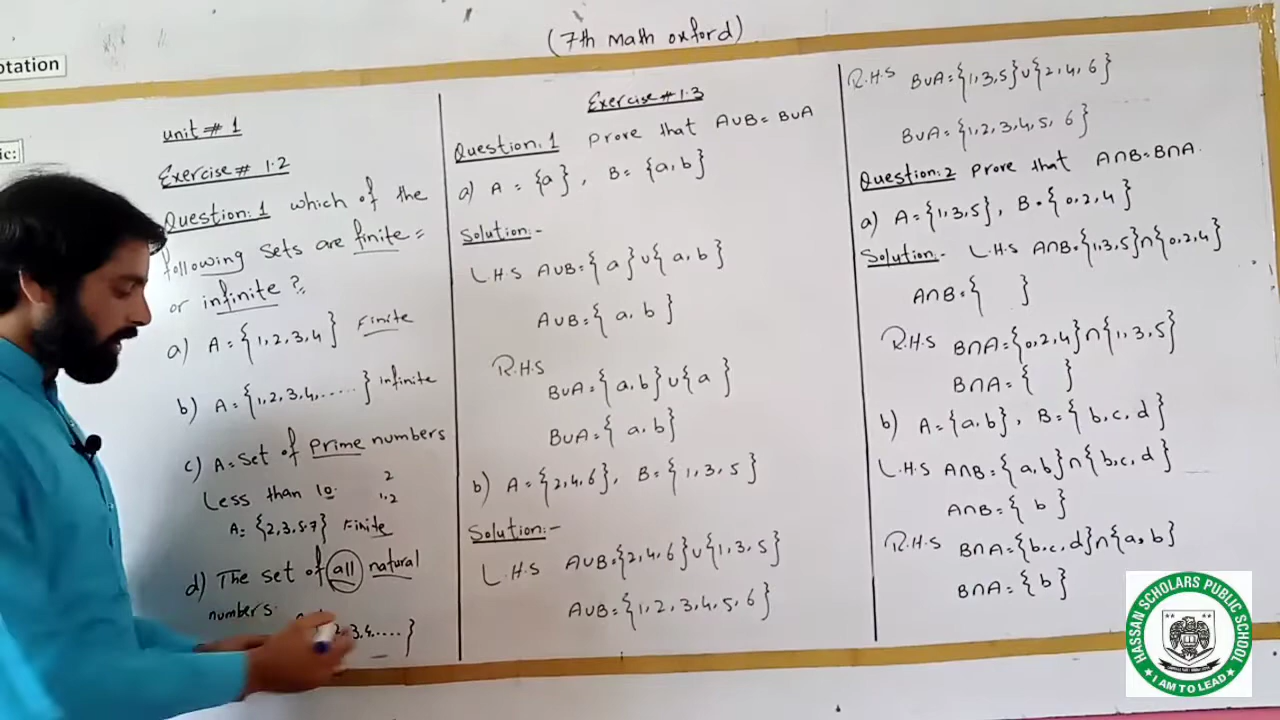 (7th math oxford)
otation
ic:
unit # 1
Exercise # 1.2
Question: 1 which of the
following Sets are finite =
or infinite ?
a) A = {1,2,3,4} Finite
b) A = {1,2,3,4,.....} infinite
c) A = Set of Prime numbers
Less than 10.
2
1,2
A = {2,3,5,7} Finite
d) The set of all natural
numbers.
3,4,....}
Exercise # 1.3
Question: 1 Prove that A∪B = B∪A
a) A = {a}, B = {a,b}
Solution:-
L.H.S A∪B = {a}∪{a,b}
A∪B = {a,b}
R.H.S
B∪A = {a,b}∪{a}
B∪A = {a,b}
b) A = {2,4,6}, B = {1,3,5}
Solution:-
L.H.S A∪B = {2,4,6}∪{1,3,5}
A∪B = {1,2,3,4,5,6}
R.H.S B∪A = {1,3,5}∪{2,4,6}
B∪A = {1,2,3,4,5,6}
Question: 2 Prove that A∩B = B∩A.
a) A = {1,3,5}, B = {0,2,4}
Solution:- L.H.S A∩B = {1,3,5}∩{0,2,4}
A∩B = { }
R.H.S B∩A = {0,2,4}∩{1,3,5}
B∩A = { }
b) A = {a,b}, B = {b,c,d}
L.H.S A∩B = {a,b}∩{b,c,d}
A∩B = {b}
R.H.S B∩A = {b,c,d}∩{a,b}
B∩A = {b}
HASSAN SCHOLARS PUBLIC SCHOOL
I AM TO LEAD